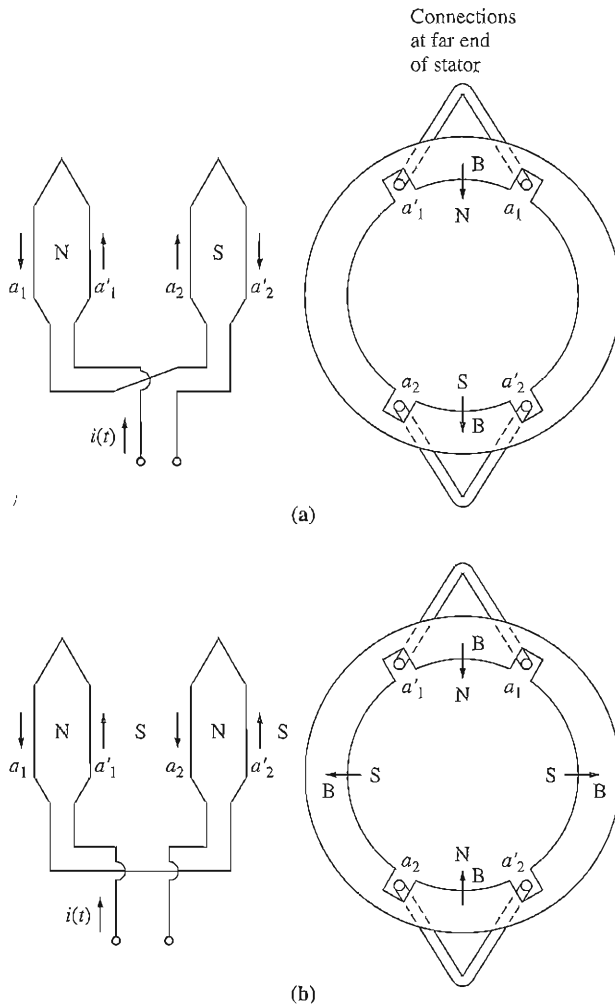 Connections
at far end
of stator
B
N S
a₁ a'₁ a₂ a'₂
a'₁ N a₁
i(t)
a₂ S a'₂
B
(a)
B
N S N S
a₁ a'₁ a₂ a'₂
a'₁ N a₁
B S S B
i(t)
a₂ N a'₂
B
(b)